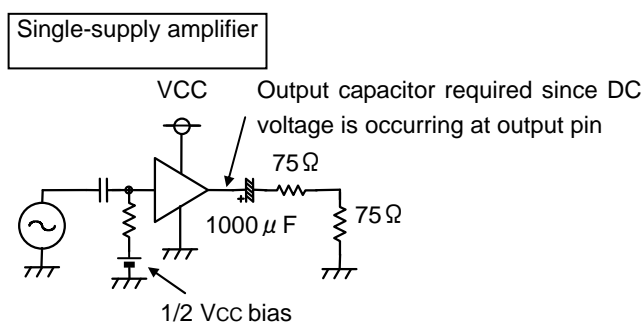 Single-supply amplifier
VCC
Output capacitor required since DC
voltage is occurring at output pin
75Ω
1000μF
75Ω
1/2 VCC bias